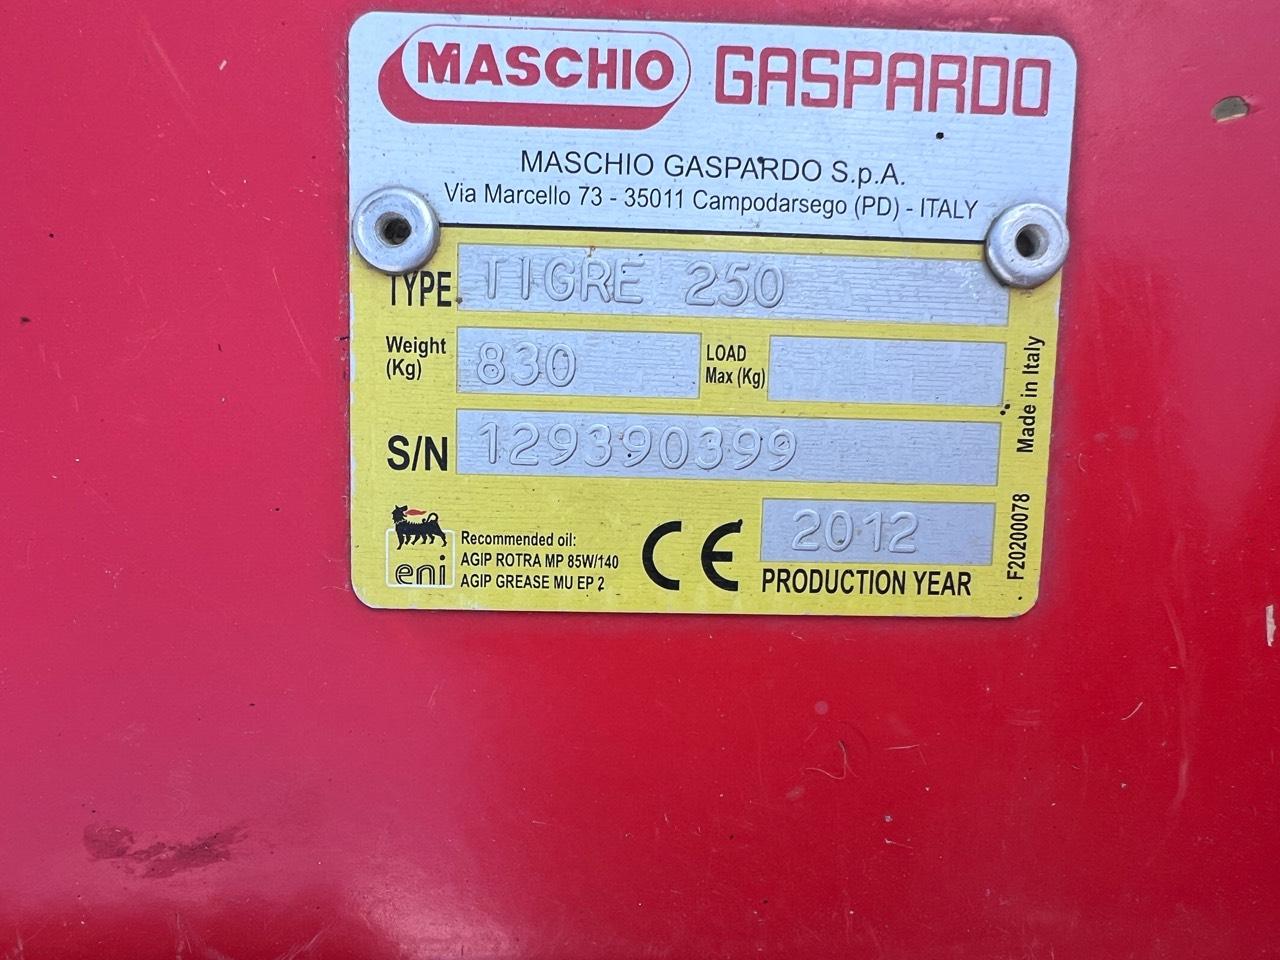 MASCHIO GASPARDO
MASCHIO GASPARDO S.p.A.
Via Marcello 73 - 35011 Campodarsego (PD) - ITALY
TYPE TIGRE 250
Weight (Kg) 830 LOAD Max (Kg)
S/N 129390399
Made in Italy
eni
Recommended oil:
AGIP ROTRA MP 85W/140
AGIP GREASE MU EP 2
CE
2012
PRODUCTION YEAR
F20200078